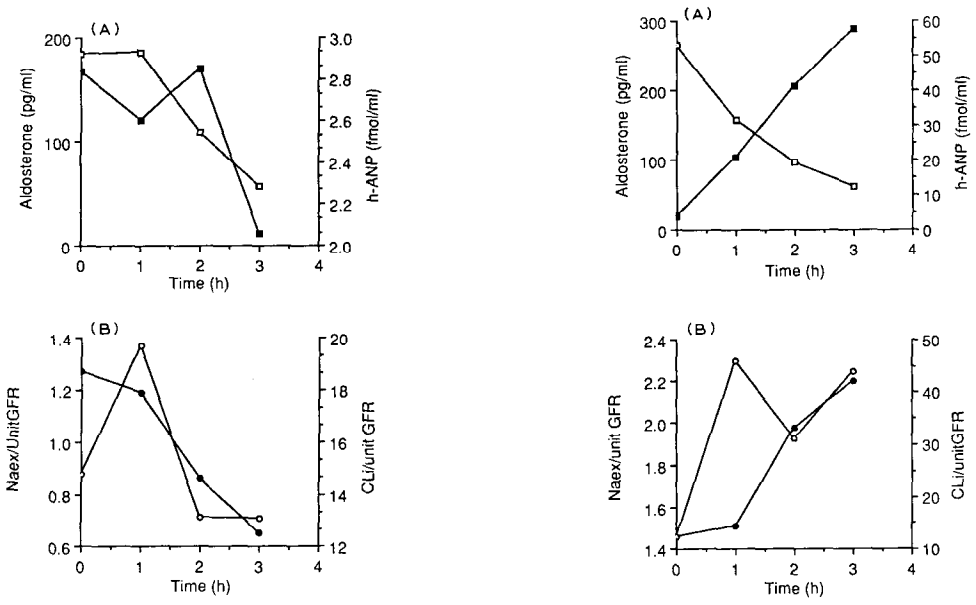 (A)
200
100
0
Aldosterone (pg/ml)
3.0
2.8
2.6
2.4
2.2
2.0
h-ANP (fmol/ml)
0 1 2 3 4
Time (h)
(A)
300
200
100
0
Aldosterone (pg/ml)
60
50
40
30
20
10
0
h-ANP (fmol/ml)
0 1 2 3 4
Time (h)
(B)
1.4
1.2
1.0
0.8
0.6
Naex/UnitGFR
20
18
16
14
12
CLi/unit GFR
0 1 2 3 4
Time (h)
(B)
2.4
2.2
2.0
1.8
1.6
1.4
Naex/unit GFR
50
40
30
20
10
CLi/unitGFR
0 1 2 3 4
Time (h)